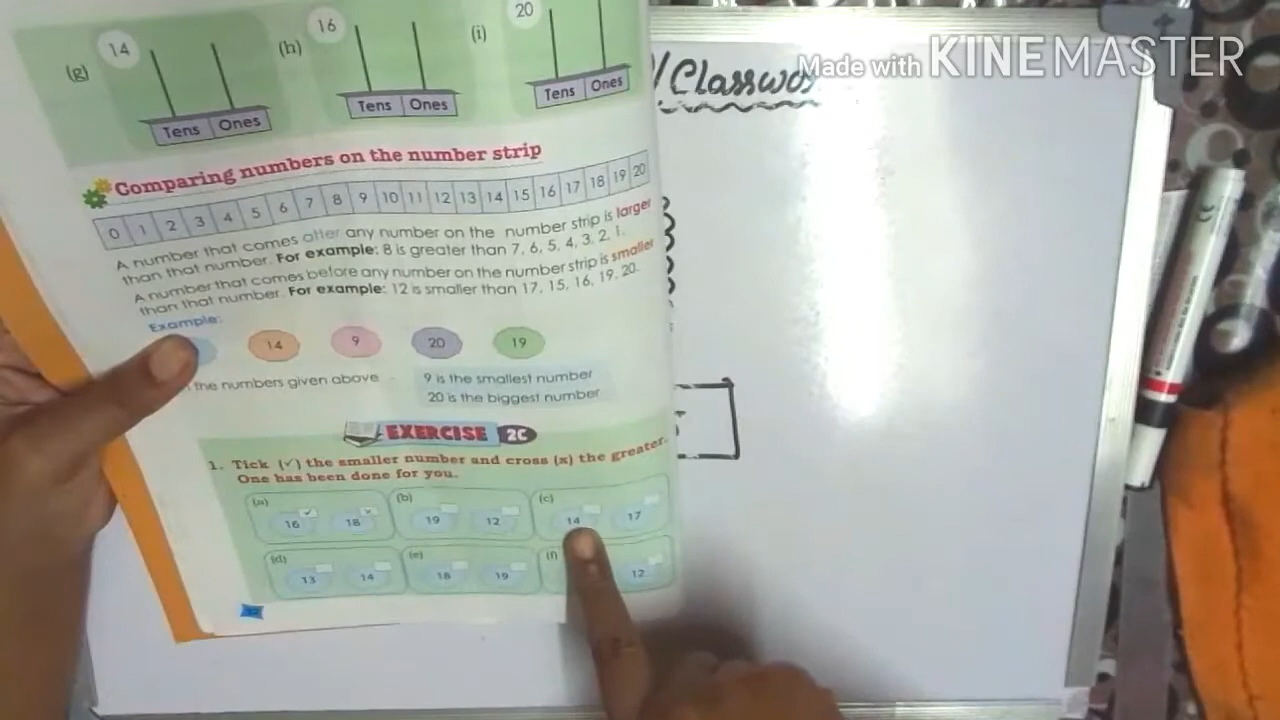 Made with KINEMASTER
/Classwor
(g) 14 Tens Ones
(h) 16 Tens Ones
(i) 20 Tens Ones
Comparing numbers on the number strip
0 1 2 3 4 5 6 7 8 9 10 11 12 13 14 15 16 17 18 19 20
A number that comes after any number on the number strip is larger
than that number. For example: 8 is greater than 7, 6, 5, 4, 3, 2, 1.
A number that comes before any number on the number strip is smaller
than that number. For example: 12 is smaller than 17, 15, 16, 19, 20.
Example:
14 9 20 19
the numbers given above
9 is the smallest number
20 is the biggest number
EXERCISE 2C
1. Tick (✓) the smaller number and cross (x) the greater.
One has been done for you.
(a) 16 ✓ 18 x
(b) 19 12
(c) 14 17
(d) 13 14
(e) 18 19
(f) 12